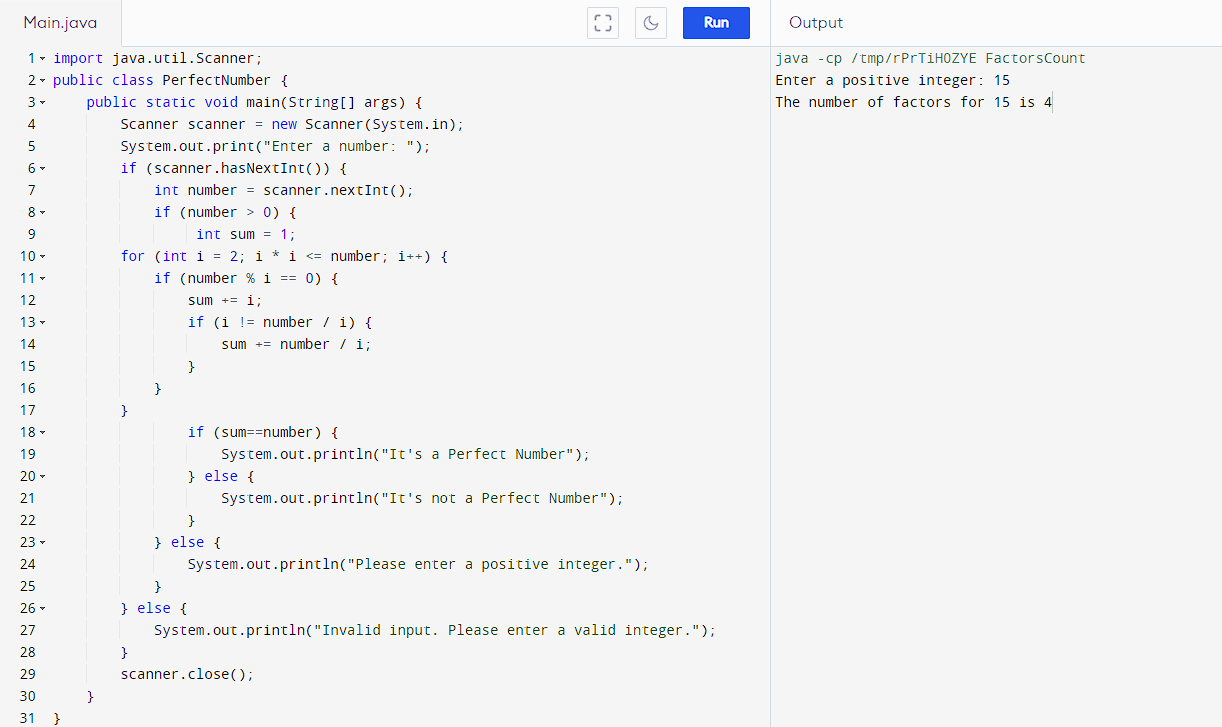 Main.java
Run
Output
1 import java.util.Scanner;
2 public class PerfectNumber {
3     public static void main(String[] args) {
4         Scanner scanner = new Scanner(System.in);
5         System.out.print("Enter a number: ");
6         if (scanner.hasNextInt()) {
7             int number = scanner.nextInt();
8             if (number > 0) {
9                  int sum = 1;
10         for (int i = 2; i * i <= number; i++) {
11             if (number % i == 0) {
12                 sum += i;
13                 if (i != number / i) {
14                     sum += number / i;
15                 }
16             }
17         }
18                 if (sum==number) {
19                     System.out.println("It's a Perfect Number");
20                 } else {
21                     System.out.println("It's not a Perfect Number");
22                 }
23             } else {
24                 System.out.println("Please enter a positive integer.");
25             }
26         } else {
27             System.out.println("Invalid input. Please enter a valid integer.");
28         }
29         scanner.close();
30     }
31 }
java -cp /tmp/rPrTiHOZYE FactorsCount
Enter a positive integer: 15
The number of factors for 15 is 4